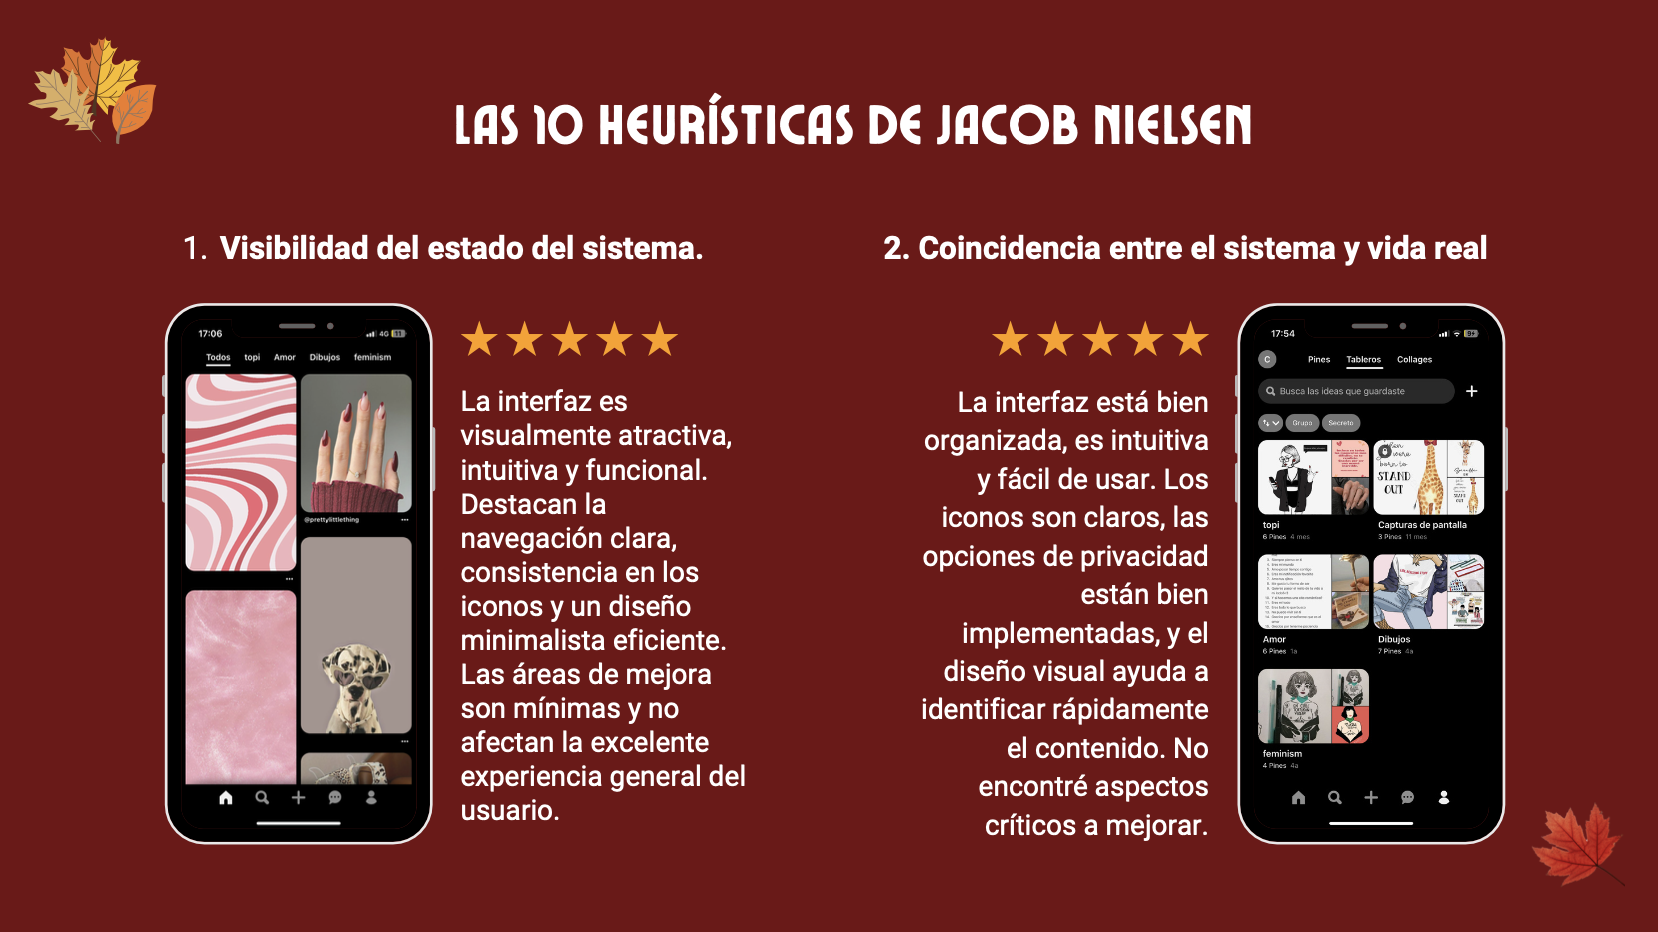 LAS 10 HEURÍSTICAS DE JACOB NIELSEN
1. Visibilidad del estado del sistema.
17:06
4G 11
Todos topi Amor Dibujos feminism
@prettylittlething
La interfaz es
visualmente atractiva,
intuitiva y funcional.
Destacan la
navegación clara,
consistencia en los
iconos y un diseño
minimalista eficiente.
Las áreas de mejora
son mínimas y no
afectan la excelente
experiencia general del
usuario.
2. Coincidencia entre el sistema y vida real
La interfaz está bien
organizada, es intuitiva
y fácil de usar. Los
iconos son claros, las
opciones de privacidad
están bien
implementadas, y el
diseño visual ayuda a
identificar rápidamente
el contenido. No
encontré aspectos
críticos a mejorar.
17:54
C Pines Tableros Collages
Busca las ideas que guardaste
Grupo Secreto
born to
STAND
OUT
topi
6 Pines 4 mes
Capturas de pantalla
3 Pines 11 mes
Amor
6 Pines 1a
Dibujos
7 Pines 4a
feminism
4 Pines 4a